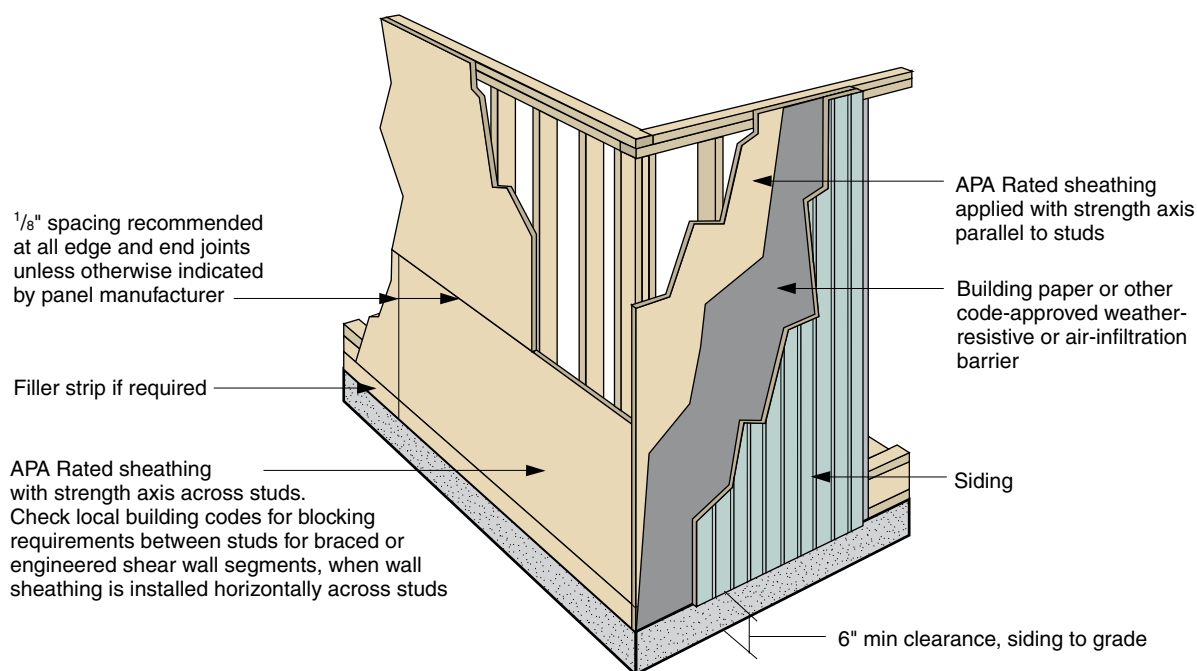 1/8" spacing recommended
at all edge and end joints
unless otherwise indicated
by panel manufacturer
Filler strip if required
APA Rated sheathing
with strength axis across studs.
Check local building codes for blocking
requirements between studs for braced or
engineered shear wall segments, when wall
sheathing is installed horizontally across studs
APA Rated sheathing
applied with strength axis
parallel to studs
Building paper or other
code-approved weather-
resistive or air-infiltration
barrier
Siding
6" min clearance, siding to grade